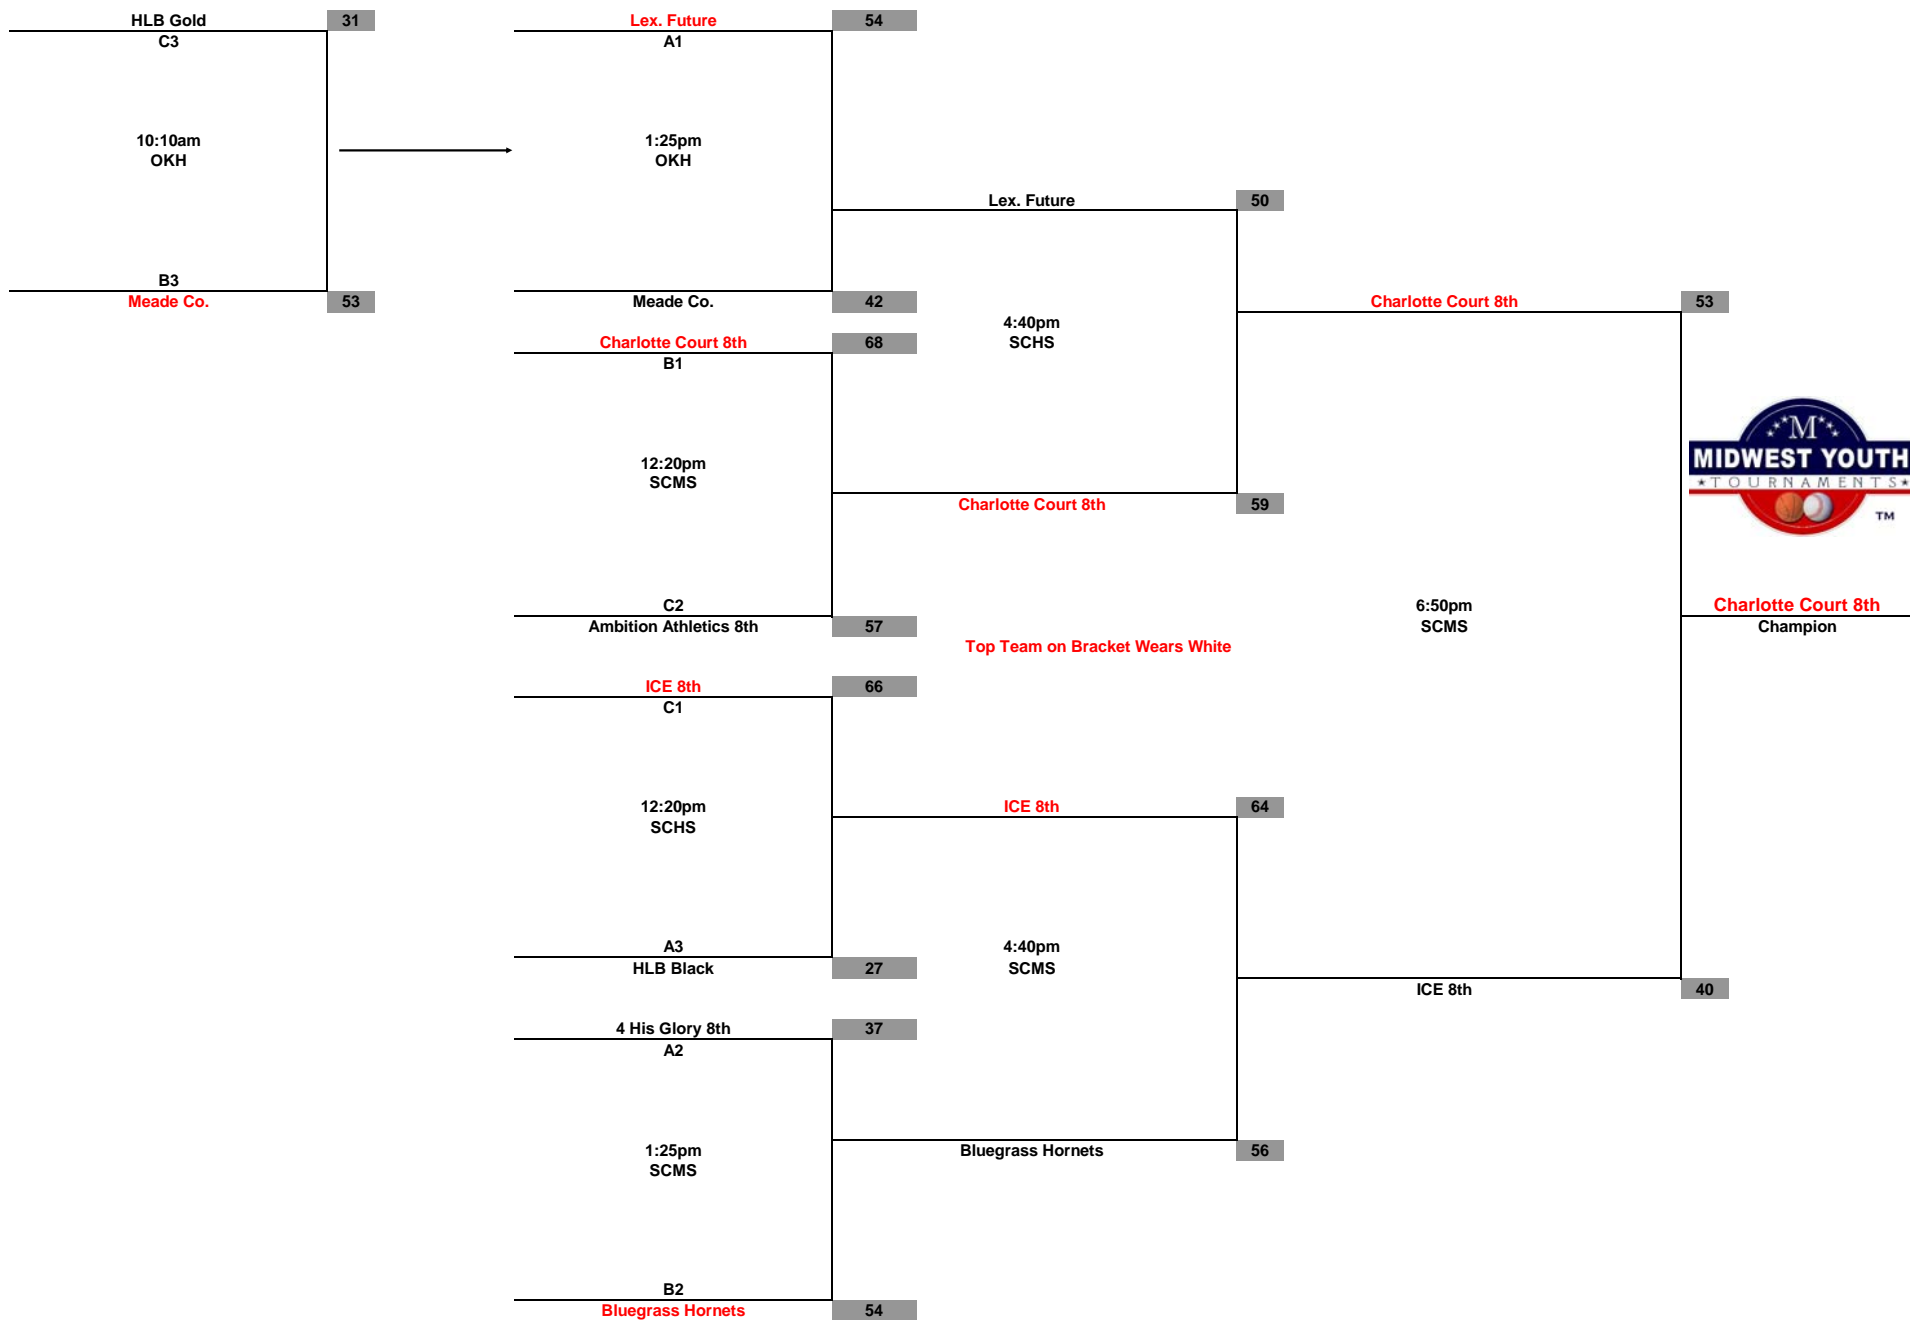 HLB Gold 31
C3
10:10am
OKH
B3
Meade Co. 53
Lex. Future 54
A1
1:25pm
OKH
Meade Co. 42
Charlotte Court 8th 68
B1
12:20pm
SCMS
C2
Ambition Athletics 8th 57
ICE 8th 66
C1
12:20pm
SCHS
A3
HLB Black 27
4 His Glory 8th 37
A2
1:25pm
SCMS
B2
Bluegrass Hornets 54
Lex. Future 50
4:40pm
SCHS
Charlotte Court 8th 59
Top Team on Bracket Wears White
ICE 8th 64
4:40pm
SCMS
Bluegrass Hornets 56
Charlotte Court 8th 53
6:50pm
SCMS
ICE 8th 40
M
MIDWEST YOUTH
TOURNAMENTS
TM
Charlotte Court 8th
Champion